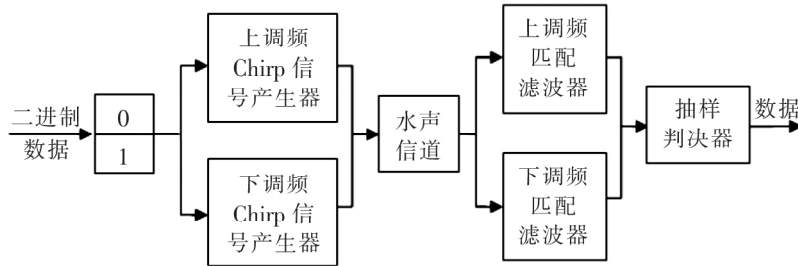 二进制
数据
0
1
上调频
Chirp 信
号产生器
下调频
Chirp 信
号产生器
水声
信道
上调频
匹配
滤波器
下调频
匹配
滤波器
抽样
判决器
数据